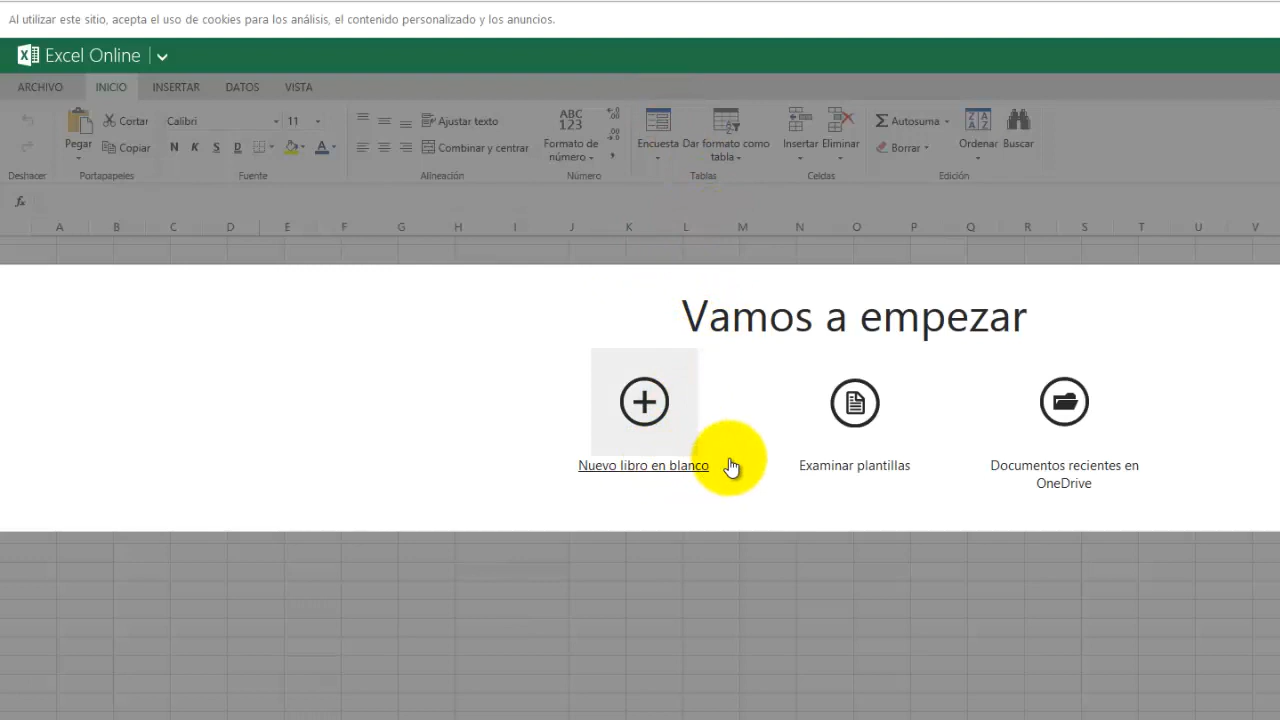 Al utilizar este sitio, acepta el uso de cookies para los análisis, el contenido personalizado y los anuncios.
Excel Online
ARCHIVO INICIO INSERTAR DATOS VISTA
Pegar Cortar Copiar
Calibri 11
N K S D A
Ajustar texto
Combinar y centrar
ABC
123
Formato de
número
Encuesta
Dar formato como
tabla
Insertar Eliminar
Autosuma
Borrar
Ordenar Buscar
Deshacer Portapapeles Fuente Alineación Número Tablas Celdas Edición
fx
A B C D E F G H I J K L M N O P Q R S T U V
Vamos a empezar
Nuevo libro en blanco
Examinar plantillas
Documentos recientes en
OneDrive